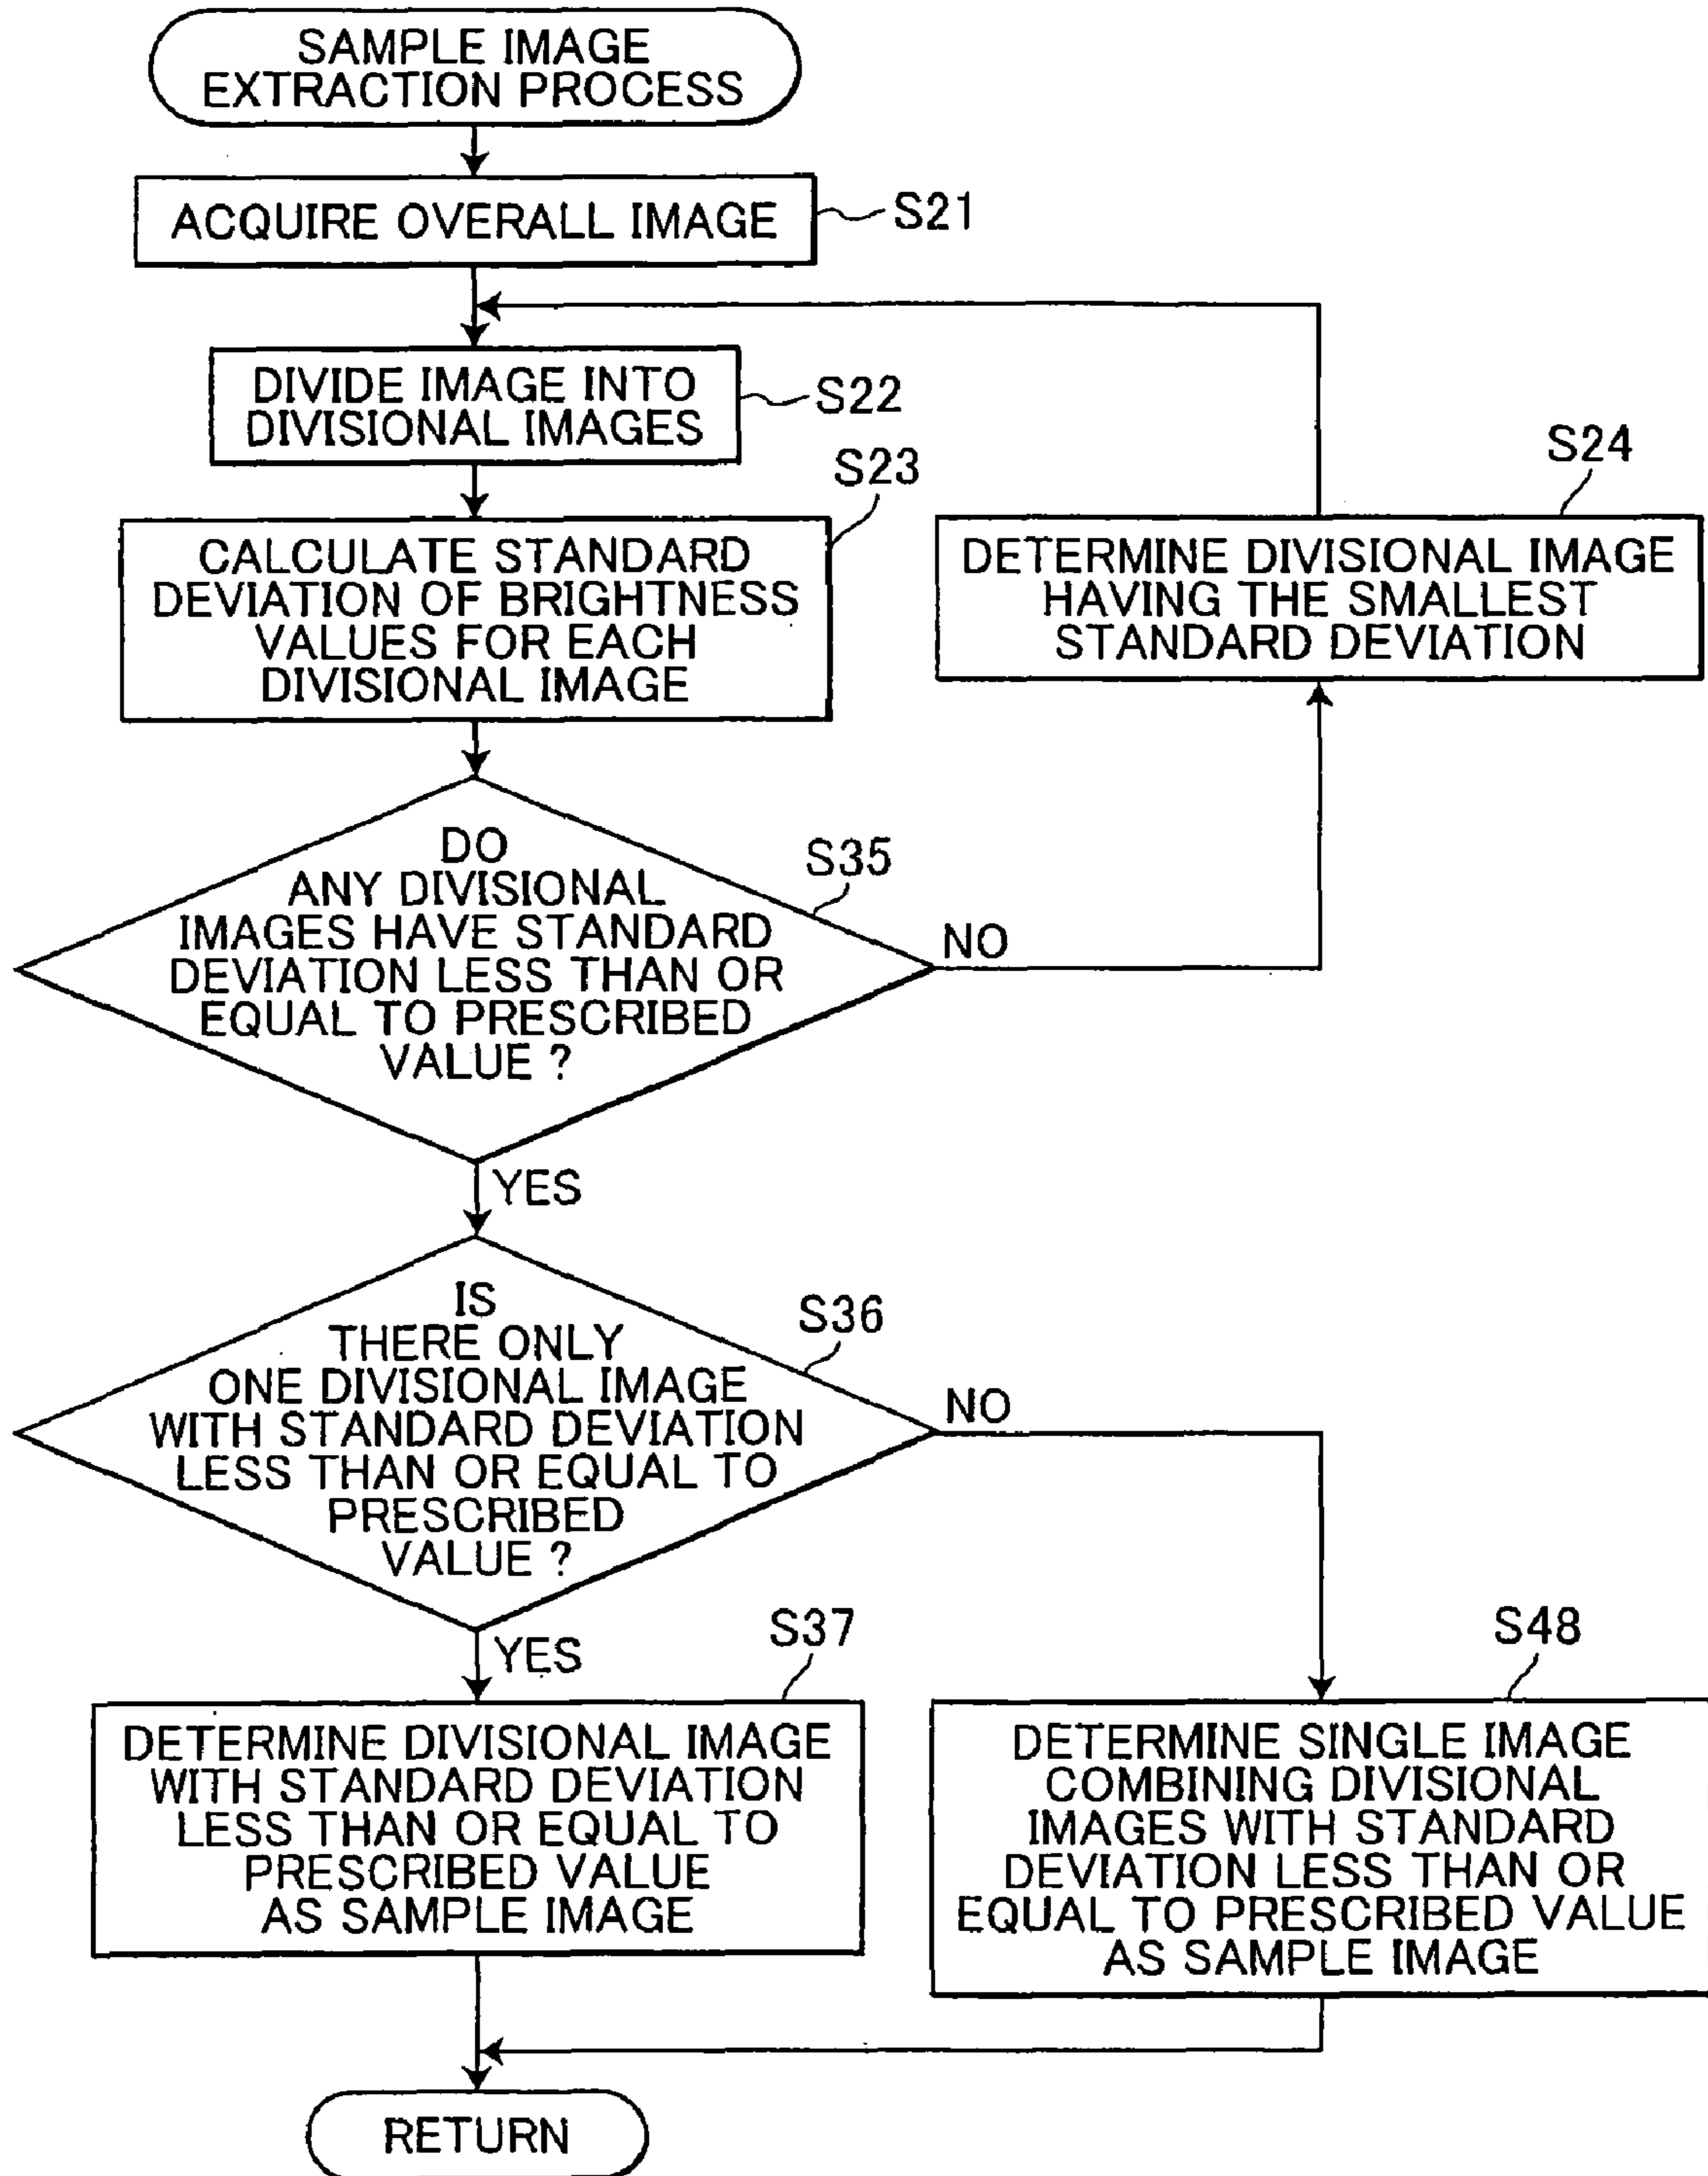 SAMPLE IMAGE
EXTRACTION PROCESS
ACQUIRE OVERALL IMAGE
S21
DIVIDE IMAGE INTO
DIVISIONAL IMAGES
S22
CALCULATE STANDARD
DEVIATION OF BRIGHTNESS
VALUES FOR EACH
DIVISIONAL IMAGE
S23
DETERMINE DIVISIONAL IMAGE
HAVING THE SMALLEST
STANDARD DEVIATION
S24
DO
ANY DIVISIONAL
IMAGES HAVE STANDARD
DEVIATION LESS THAN OR
EQUAL TO PRESCRIBED
VALUE ?
S35
NO
YES
IS
THERE ONLY
ONE DIVISIONAL IMAGE
WITH STANDARD DEVIATION
LESS THAN OR EQUAL TO
PRESCRIBED
VALUE ?
S36
NO
YES
S37
DETERMINE DIVISIONAL IMAGE
WITH STANDARD DEVIATION
LESS THAN OR EQUAL TO
PRESCRIBED VALUE
AS SAMPLE IMAGE
S48
DETERMINE SINGLE IMAGE
COMBINING DIVISIONAL
IMAGES WITH STANDARD
DEVIATION LESS THAN OR
EQUAL TO PRESCRIBED VALUE
AS SAMPLE IMAGE
RETURN